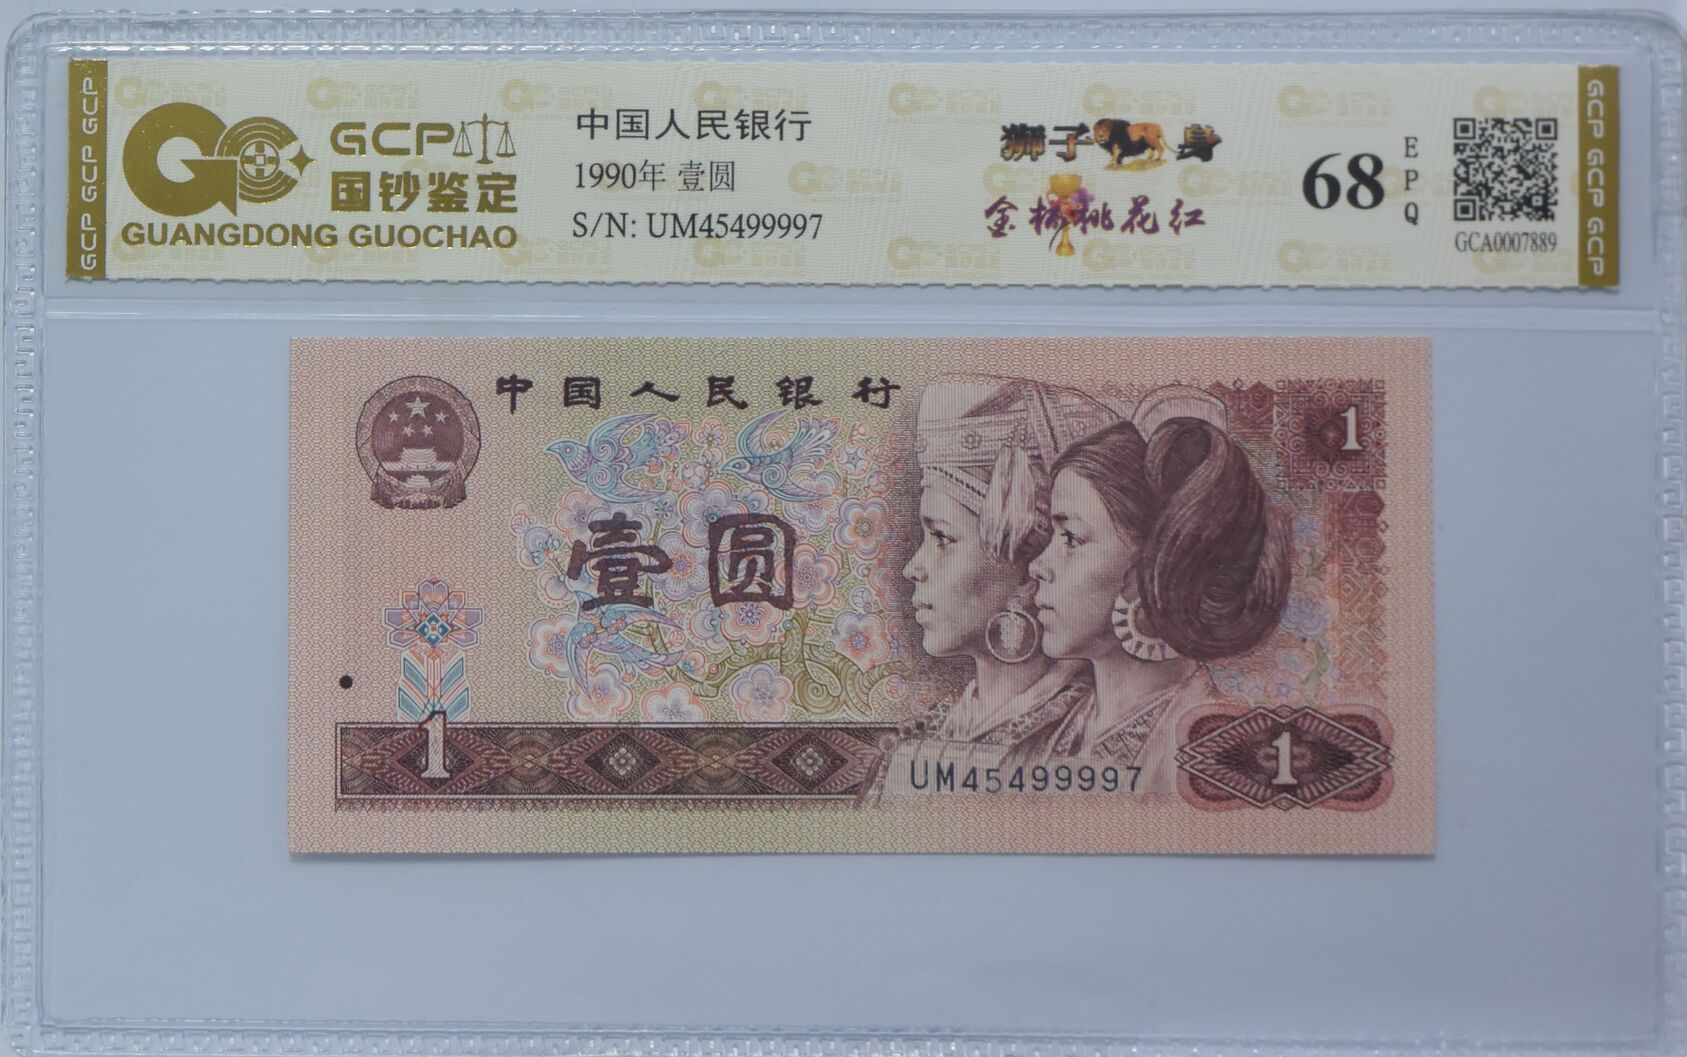 GCP GCP GCP
GCP
国钞鉴定
GUANGDONG GUOCHAO
中国人民银行
1990年 壹圆
S/N: UM45499997
狮子身
金杯桃花红
68
EPQ
GCA0007889
GCP GCP GCP
中国人民银行
1
壹圆
1
UM45499997
1